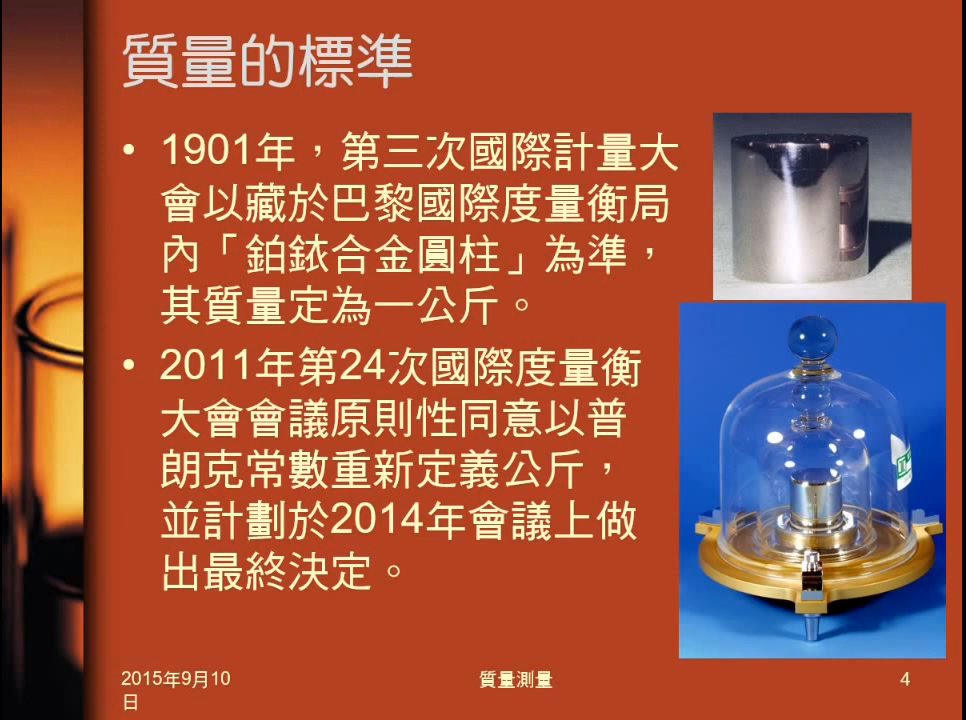 質量的標準
• 1901年，第三次國際計量大
會以藏於巴黎國際度量衡局
內「鉑銥合金圓柱」為準，
其質量定為一公斤。
• 2011年第24次國際度量衡
大會會議原則性同意以普
朗克常數重新定義公斤，
並計劃於2014年會議上做
出最終決定。
2015年9月10
日
質量測量
4